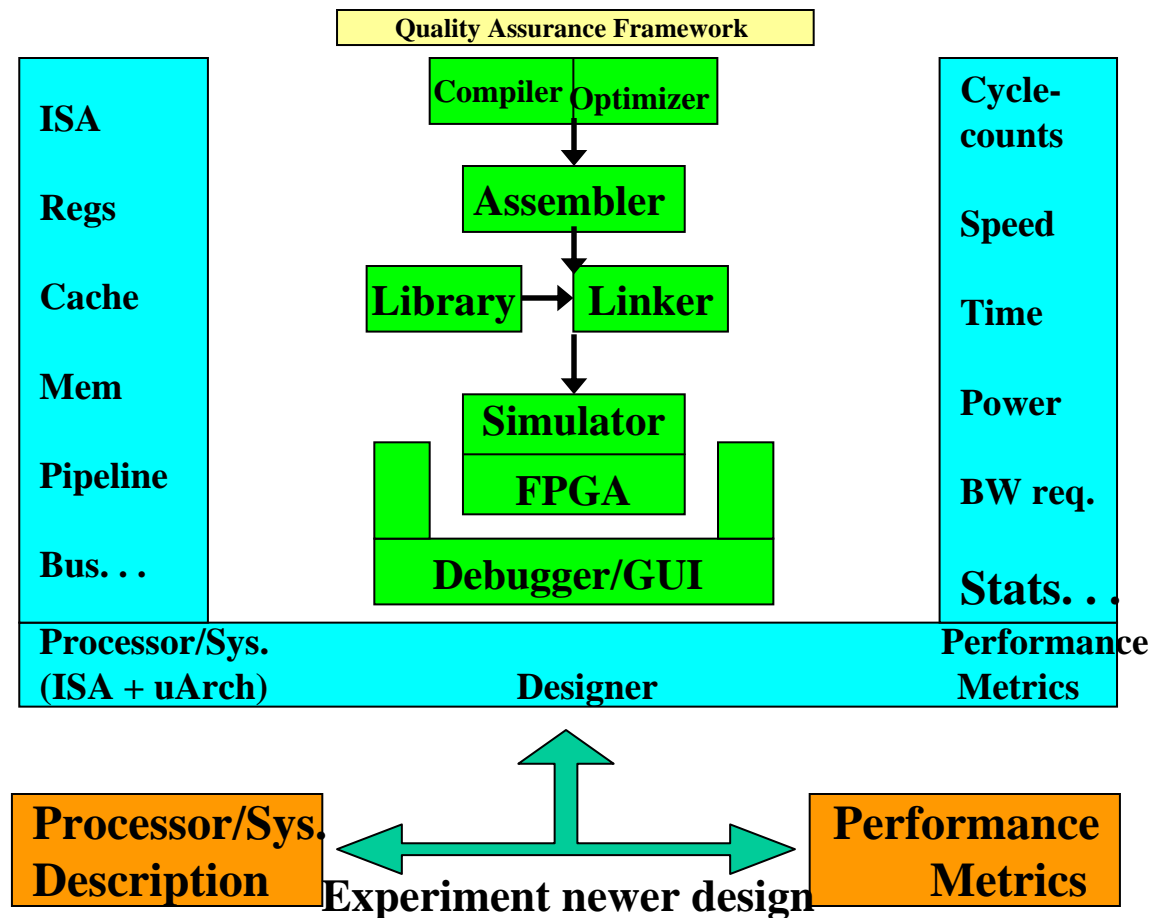 Quality Assurance Framework
ISA
Regs
Cache
Mem
Pipeline
Bus. . .
Compiler
Optimizer
Assembler
Library
Linker
Simulator
FPGA
Debugger/GUI
Cycle-
counts
Speed
Time
Power
BW req.
Stats. . .
Processor/Sys.
(ISA + uArch)
Designer
Performance
Metrics
Processor/Sys.
Description
Experiment newer design
Performance
Metrics